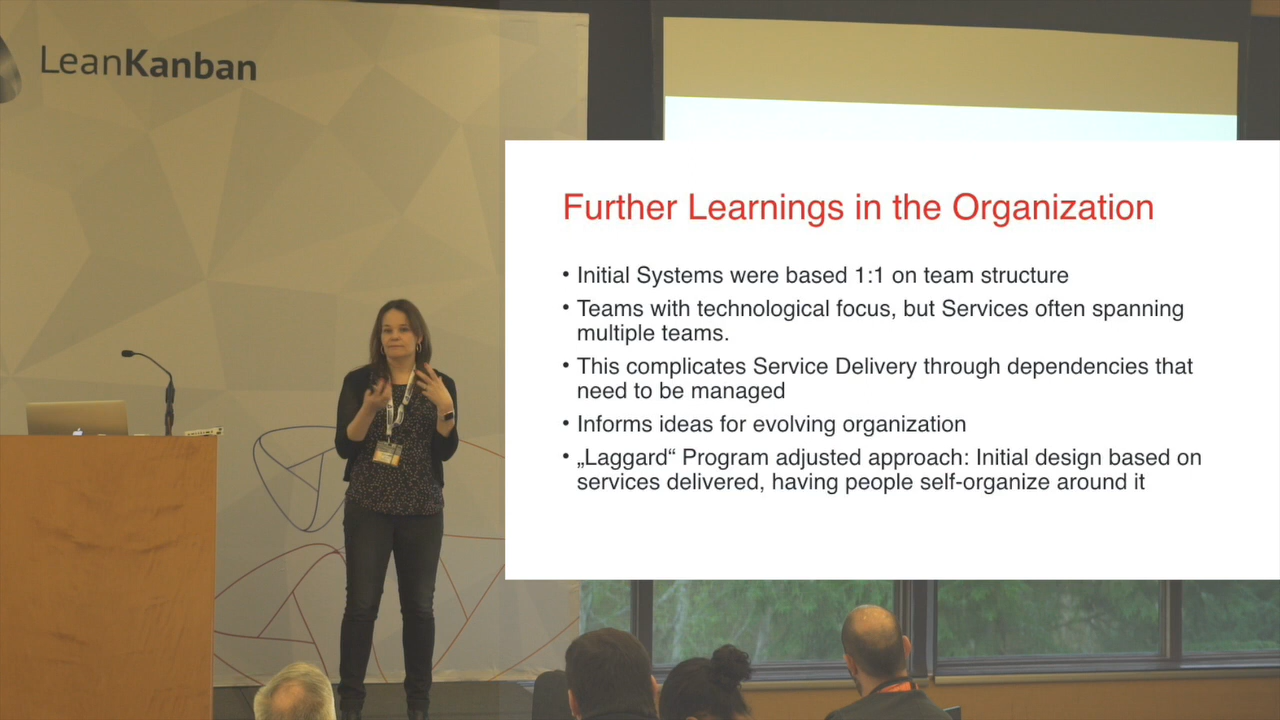 LeanKanban
Further Learnings in the Organization
• Initial Systems were based 1:1 on team structure
• Teams with technological focus, but Services often spanning
multiple teams.
• This complicates Service Delivery through dependencies that
need to be managed
• Informs ideas for evolving organization
• „Laggard“ Program adjusted approach: Initial design based on
services delivered, having people self-organize around it